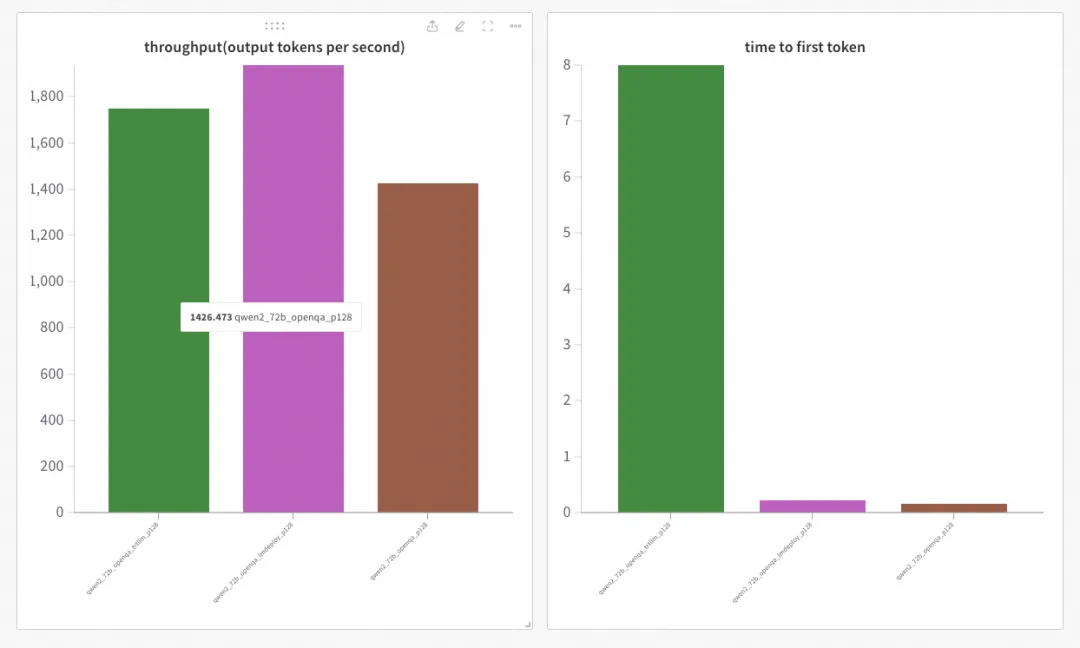 throughput(output tokens per second)
1,800
1,600
1,400
1,200
1,000
800
600
400
200
0
1426.473 qwen2_72b_openqa_p128
qwen2_72b_openqa_trtllm_p128
qwen2_72b_openqa_lmdeploy_p128
qwen2_72b_openqa_p128
time to first token
8
7
6
5
4
3
2
1
0
qwen2_72b_openqa_trtllm_p128
qwen2_72b_openqa_lmdeploy_p128
qwen2_72b_openqa_p128